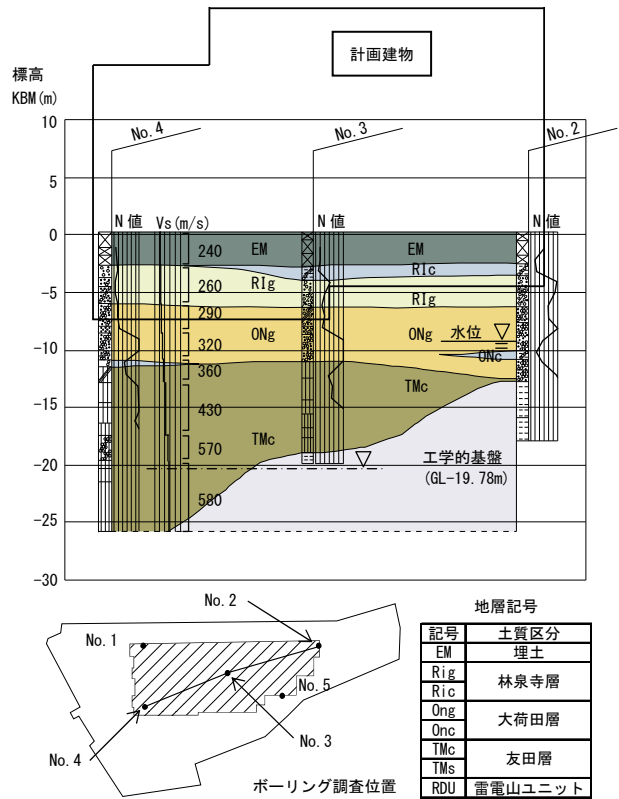 計画建物
標高
KBM(m)
No.4
No.3
No.2
10
5
0
-5
-10
-15
-20
-25
-30
N 値
Vs(m/s)
N 値
N 値
240
260
290
320
360
430
570
580
EM
EM
RIc
RIg
RIg
ONg
ONg
水位
ONc
TMc
TMc
工学的基盤
(GL-19.78m)
No.2
No.1
No.5
No.4
No.3
ボーリング調査位置
地層記号
記号 土質区分
EM 埋土
Rig 林泉寺層
Ric
Ong 大荷田層
Onc
TMc 友田層
TMs
RDU 雷電山ユニット